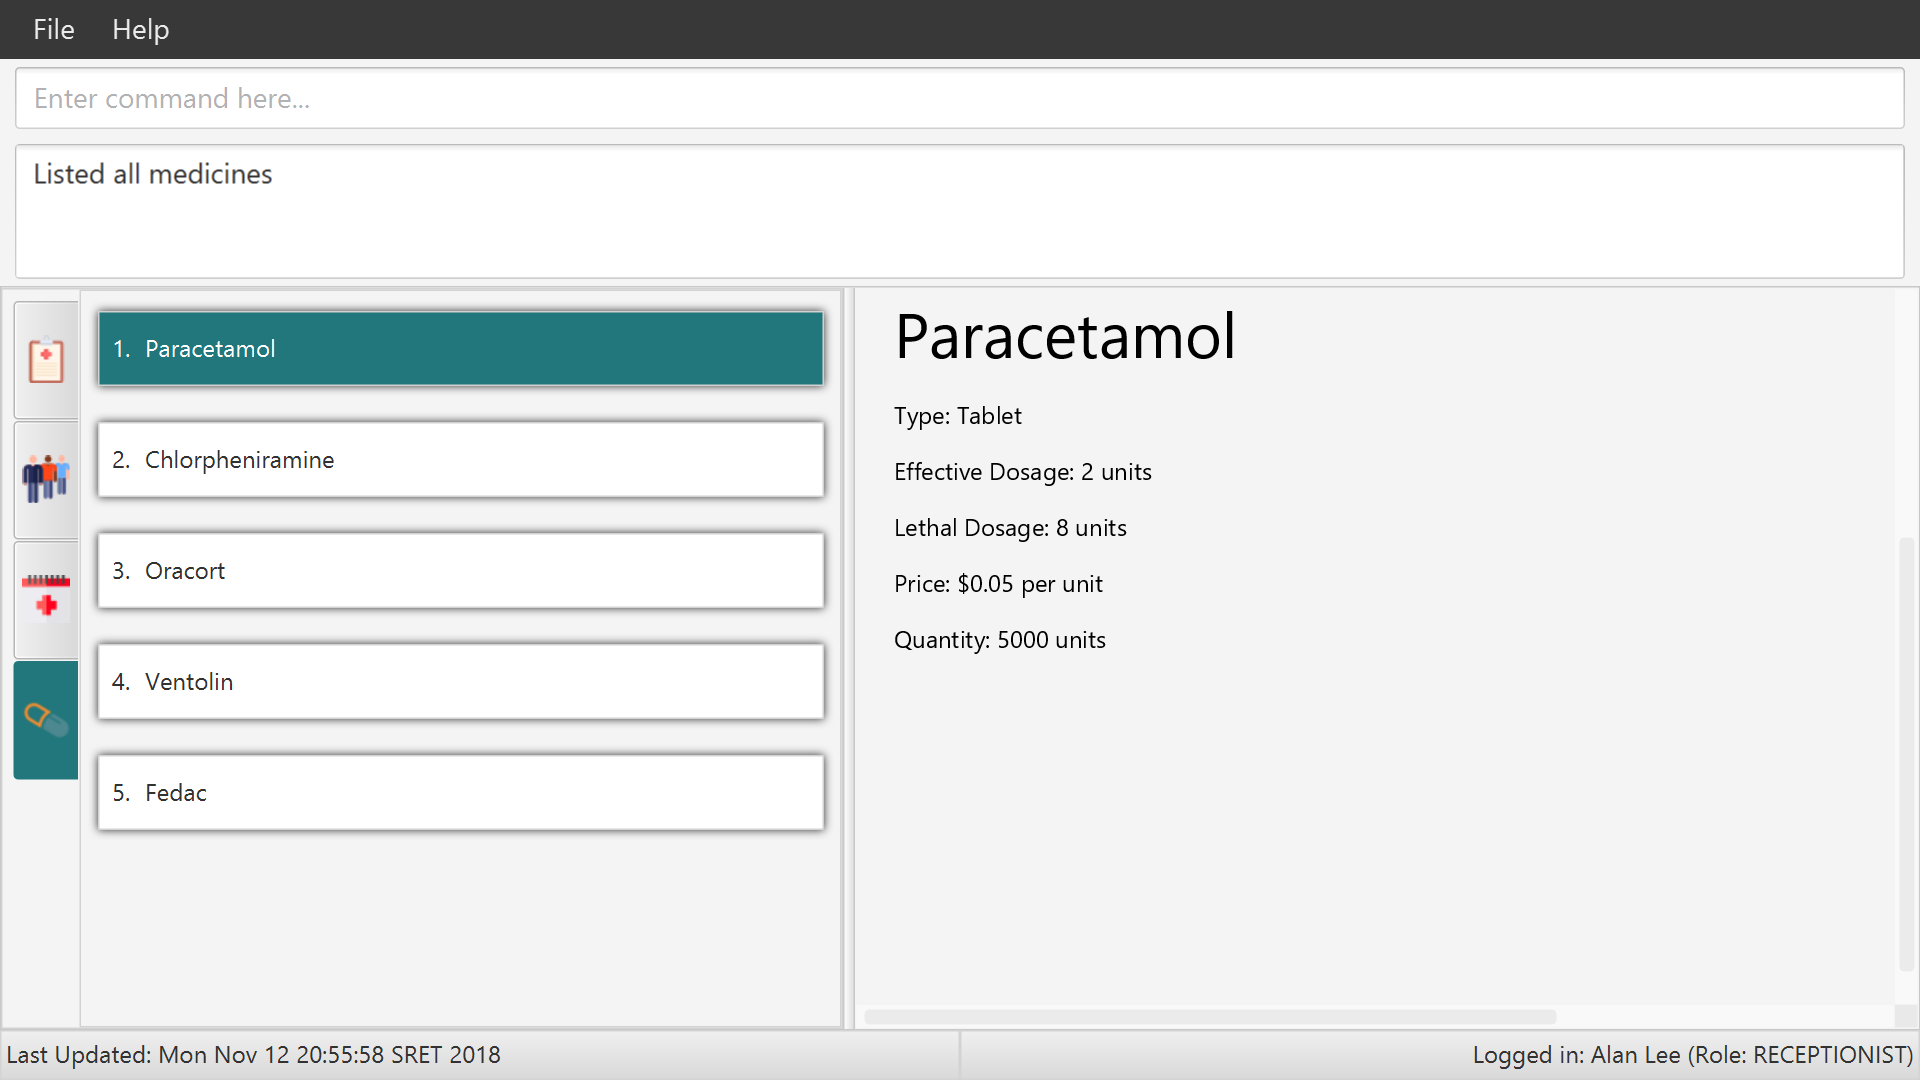 File Help
Enter command here...
Listed all medicines
1. Paracetamol
2. Chlorpheniramine
3. Oracort
4. Ventolin
5. Fedac
Paracetamol
Type: Tablet
Effective Dosage: 2 units
Lethal Dosage: 8 units
Price: $0.05 per unit
Quantity: 5000 units
Last Updated: Mon Nov 12 20:55:58 SRET 2018
Logged in: Alan Lee (Role: RECEPTIONIST)